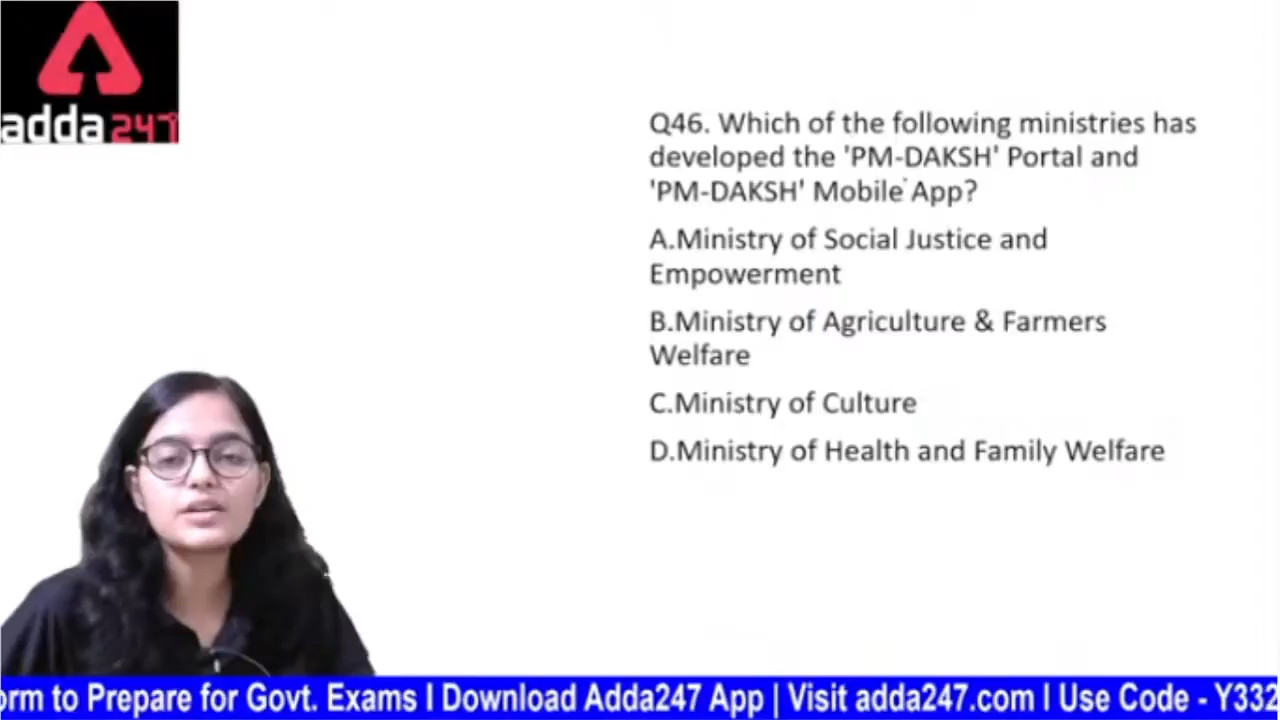 adda247
Q46. Which of the following ministries has
developed the 'PM-DAKSH' Portal and
'PM-DAKSH' Mobile App?
A.Ministry of Social Justice and
Empowerment
B.Ministry of Agriculture & Farmers
Welfare
C.Ministry of Culture
D.Ministry of Health and Family Welfare
orm to Prepare for Govt. Exams I Download Adda247 App | Visit adda247.com I Use Code - Y332